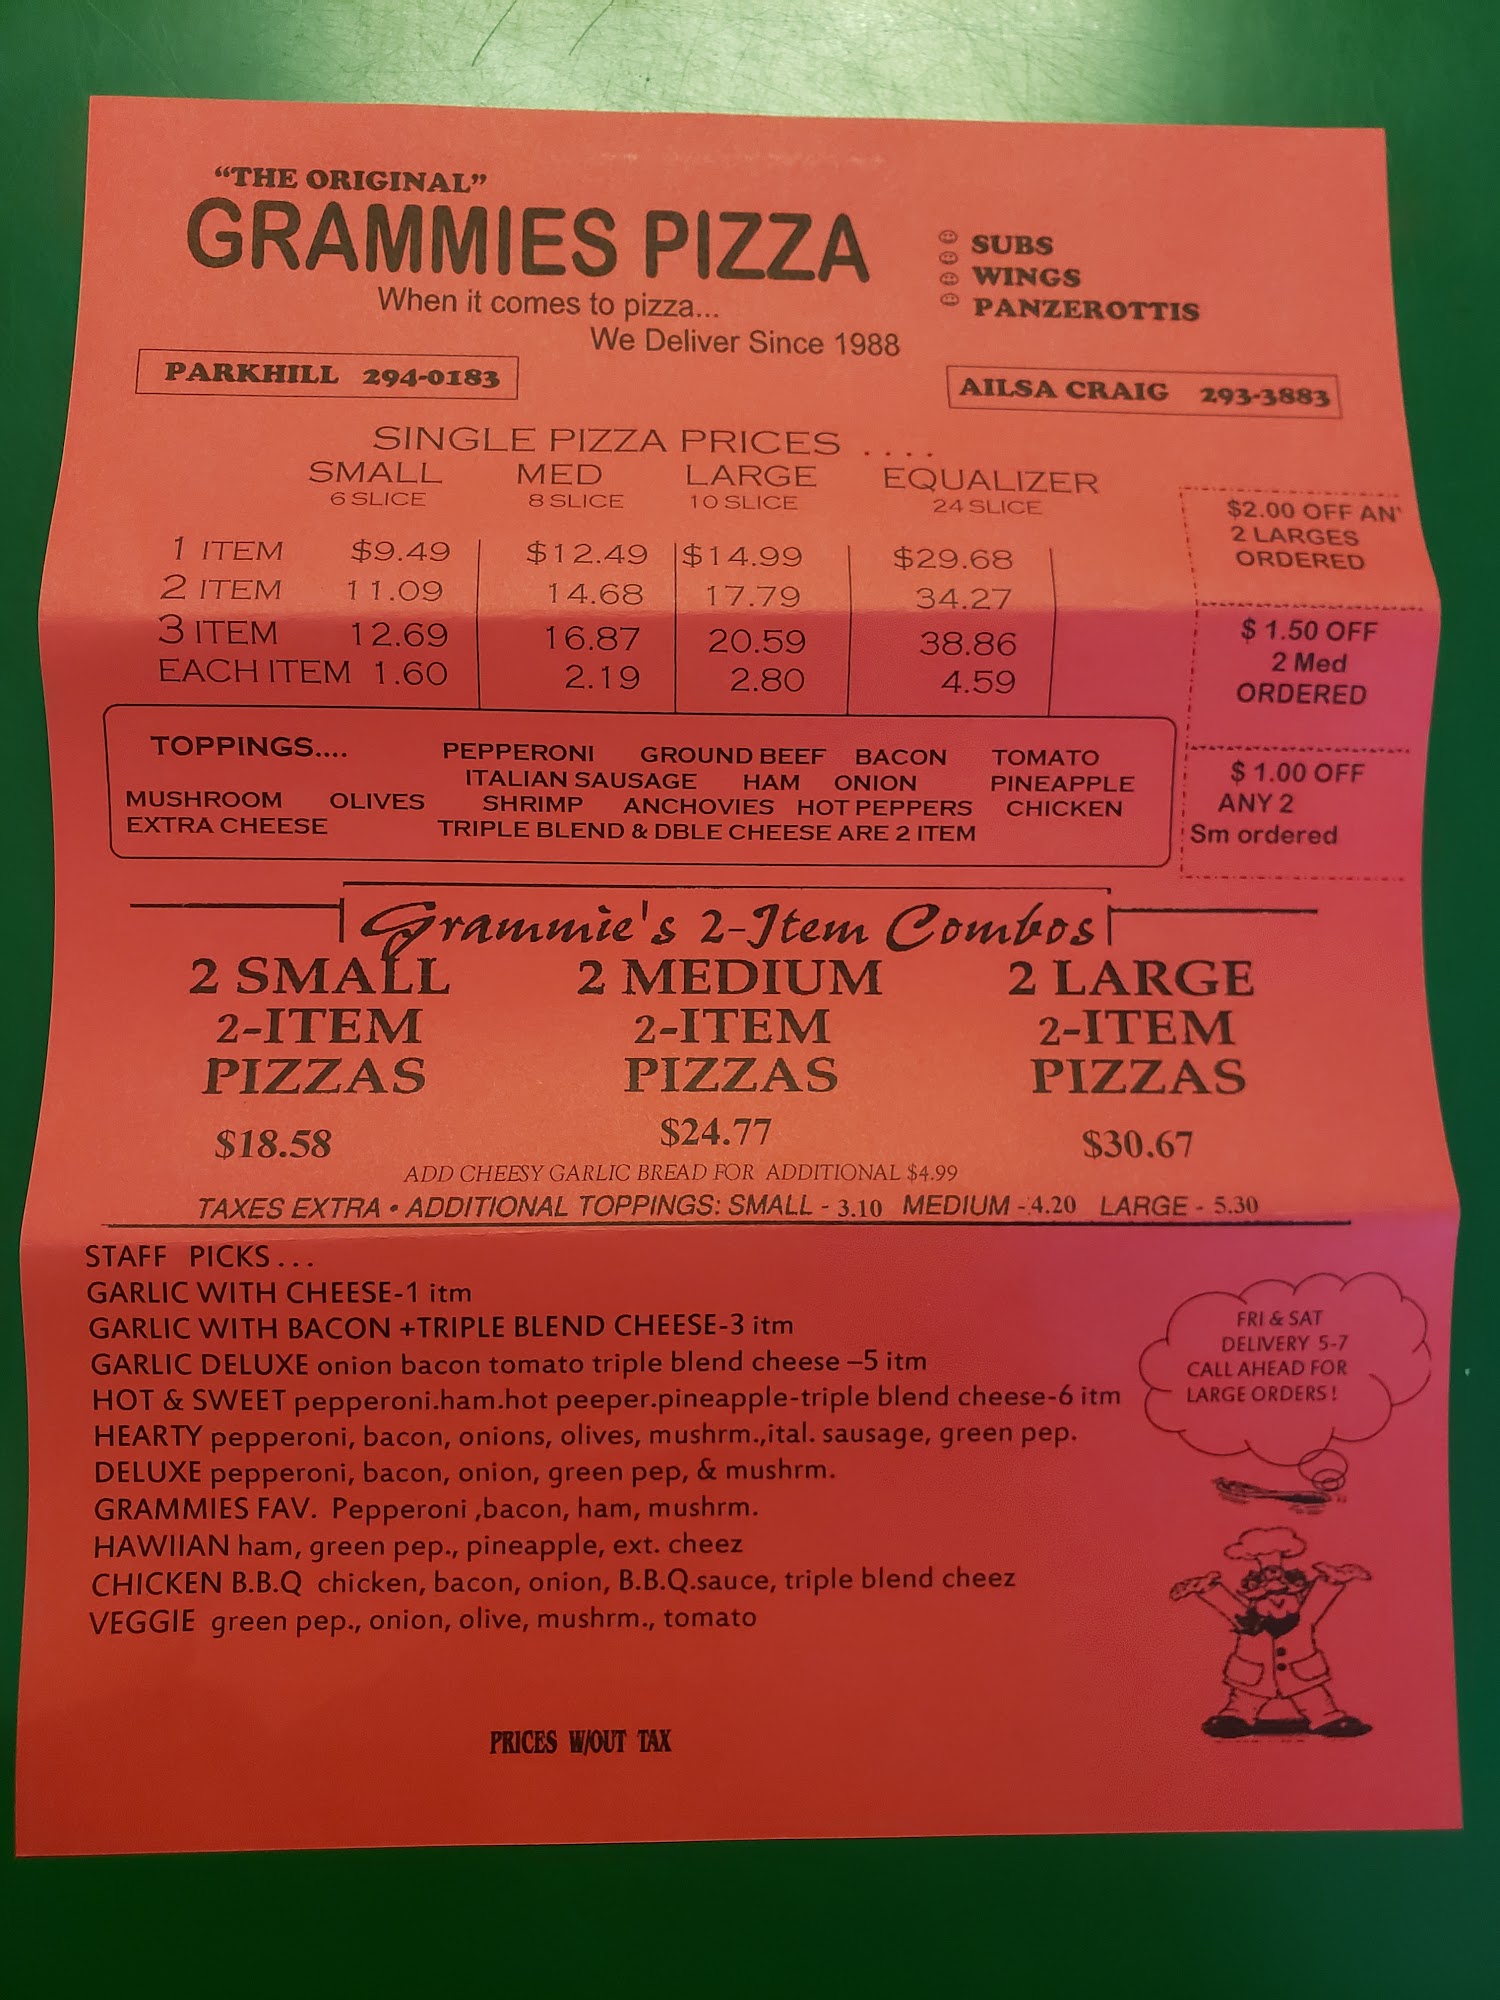 "THE ORIGINAL"
GRAMMIES PIZZA
When it comes to pizza...
We Deliver Since 1988
SUBS
WINGS
PANZEROTTIS
PARKHILL 294-0183
AILSA CRAIG 293-3883
SINGLE PIZZA PRICES ....
SMALL MED LARGE EQUALIZER
6 SLICE 8 SLICE 10 SLICE 24 SLICE
1 ITEM $9.49 $12.49 $14.99 $29.68
2 ITEM 11.09 14.68 17.79 34.27
3 ITEM 12.69 16.87 20.59 38.86
EACH ITEM 1.60 2.19 2.80 4.59
$2.00 OFF AN
2 LARGES
ORDERED
$ 1.50 OFF
2 Med
ORDERED
$ 1.00 OFF
ANY 2
Sm ordered
TOPPINGS.... PEPPERONI GROUND BEEF BACON TOMATO
ITALIAN SAUSAGE HAM ONION PINEAPPLE
MUSHROOM OLIVES SHRIMP ANCHOVIES HOT PEPPERS CHICKEN
EXTRA CHEESE TRIPLE BLEND & DBLE CHEESE ARE 2 ITEM
Grammie's 2-Item Combos
2 SMALL 2 MEDIUM 2 LARGE
2-ITEM 2-ITEM 2-ITEM
PIZZAS PIZZAS PIZZAS
$18.58 $24.77 $30.67
ADD CHEESY GARLIC BREAD FOR ADDITIONAL $4.99
TAXES EXTRA • ADDITIONAL TOPPINGS: SMALL - 3.10 MEDIUM - 4.20 LARGE - 5.30
STAFF PICKS...
GARLIC WITH CHEESE-1 itm
GARLIC WITH BACON +TRIPLE BLEND CHEESE-3 itm
GARLIC DELUXE onion bacon tomato triple blend cheese –5 itm
HOT & SWEET pepperoni.ham.hot peeper.pineapple-triple blend cheese-6 itm
HEARTY pepperoni, bacon, onions, olives, mushrm.,ital. sausage, green pep.
DELUXE pepperoni, bacon, onion, green pep, & mushrm.
GRAMMIES FAV. Pepperoni ,bacon, ham, mushrm.
HAWIIAN ham, green pep., pineapple, ext. cheez
CHICKEN B.B.Q chicken, bacon, onion, B.B.Q.sauce, triple blend cheez
VEGGIE green pep., onion, olive, mushrm., tomato
FRI & SAT
DELIVERY 5-7
CALL AHEAD FOR
LARGE ORDERS !
PRICES W/OUT TAX